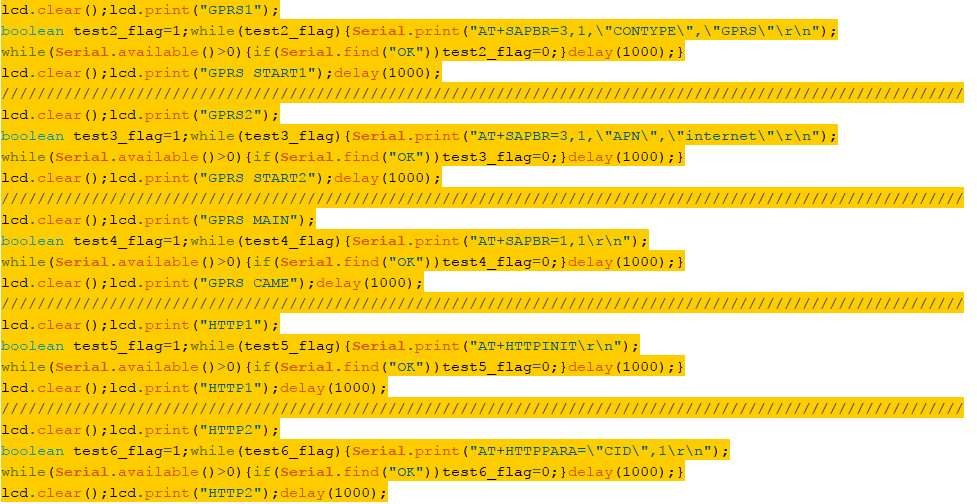 lcd.clear();lcd.print("GPRS1");
boolean test2_flag=1;while(test2_flag){Serial.print("AT+SAPBR=3,1,\"CONTYPE\",\"GPRS\"\r\n");
while(Serial.available()>0){if(Serial.find("OK"))test2_flag=0;}delay(1000);}
lcd.clear();lcd.print("GPRS START1");delay(1000);
////////////////////////////////////////////////////////////////////////////////////////////////////////////
lcd.clear();lcd.print("GPRS2");
boolean test3_flag=1;while(test3_flag){Serial.print("AT+SAPBR=3,1,\"APN\",\"internet\"\r\n");
while(Serial.available()>0){if(Serial.find("OK"))test3_flag=0;}delay(1000);}
lcd.clear();lcd.print("GPRS START2");delay(1000);
////////////////////////////////////////////////////////////////////////////////////////////////////////////
lcd.clear();lcd.print("GPRS MAIN");
boolean test4_flag=1;while(test4_flag){Serial.print("AT+SAPBR=1,1\r\n");
while(Serial.available()>0){if(Serial.find("OK"))test4_flag=0;}delay(1000);}
lcd.clear();lcd.print("GPRS CAME");delay(1000);
////////////////////////////////////////////////////////////////////////////////////////////////////////////
lcd.clear();lcd.print("HTTP1");
boolean test5_flag=1;while(test5_flag){Serial.print("AT+HTTPINIT\r\n");
while(Serial.available()>0){if(Serial.find("OK"))test5_flag=0;}delay(1000);}
lcd.clear();lcd.print("HTTP1");delay(1000);
////////////////////////////////////////////////////////////////////////////////////////////////////////////
lcd.clear();lcd.print("HTTP2");
boolean test6_flag=1;while(test6_flag){Serial.print("AT+HTTPPARA=\"CID\",1\r\n");
while(Serial.available()>0){if(Serial.find("OK"))test6_flag=0;}delay(1000);}
lcd.clear();lcd.print("HTTP2");delay(1000);